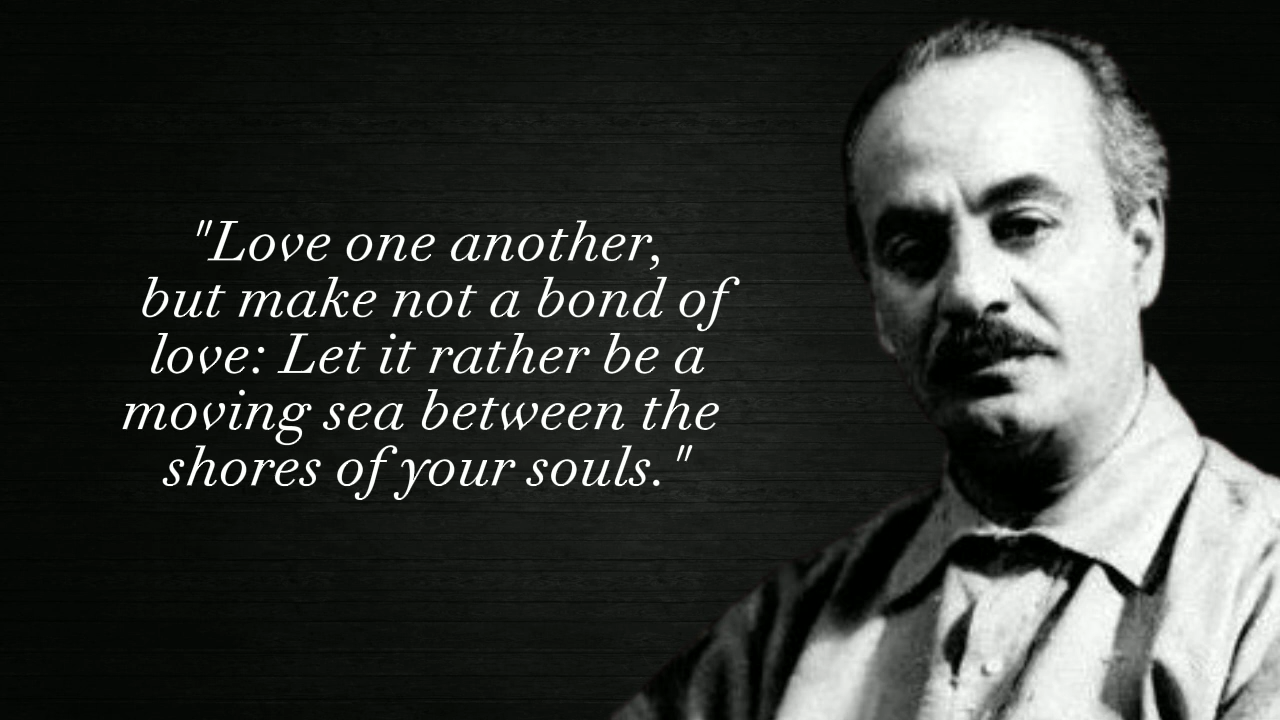 "Love one another,
but make not a bond of
love: Let it rather be a
moving sea between the
shores of your souls."